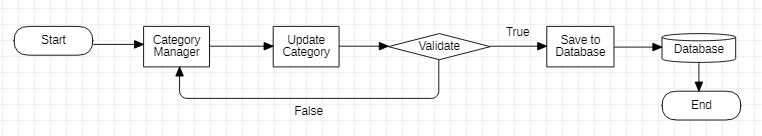 Start
Category
Manager
Update
Category
Validate
True
Save to
Database
Database
False
End